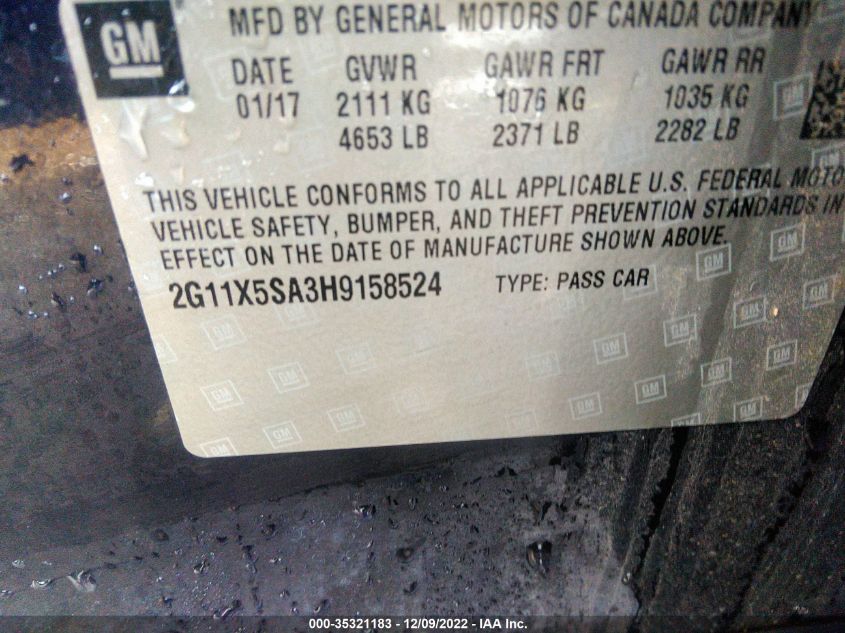 GM
MFD BY GENERAL MOTORS OF CANADA COMPANY
DATE GVWR GAWR FRT GAWR RR
01/17 2111 KG 1076 KG 1035 KG
4653 LB 2371 LB 2282 LB
THIS VEHICLE CONFORMS TO ALL APPLICABLE U.S. FEDERAL MOTO
VEHICLE SAFETY, BUMPER, AND THEFT PREVENTION STANDARDS IN
EFFECT ON THE DATE OF MANUFACTURE SHOWN ABOVE.
2G11X5SA3H9158524 TYPE: PASS CAR
000-35321183 - 12/09/2022 - IAA Inc.